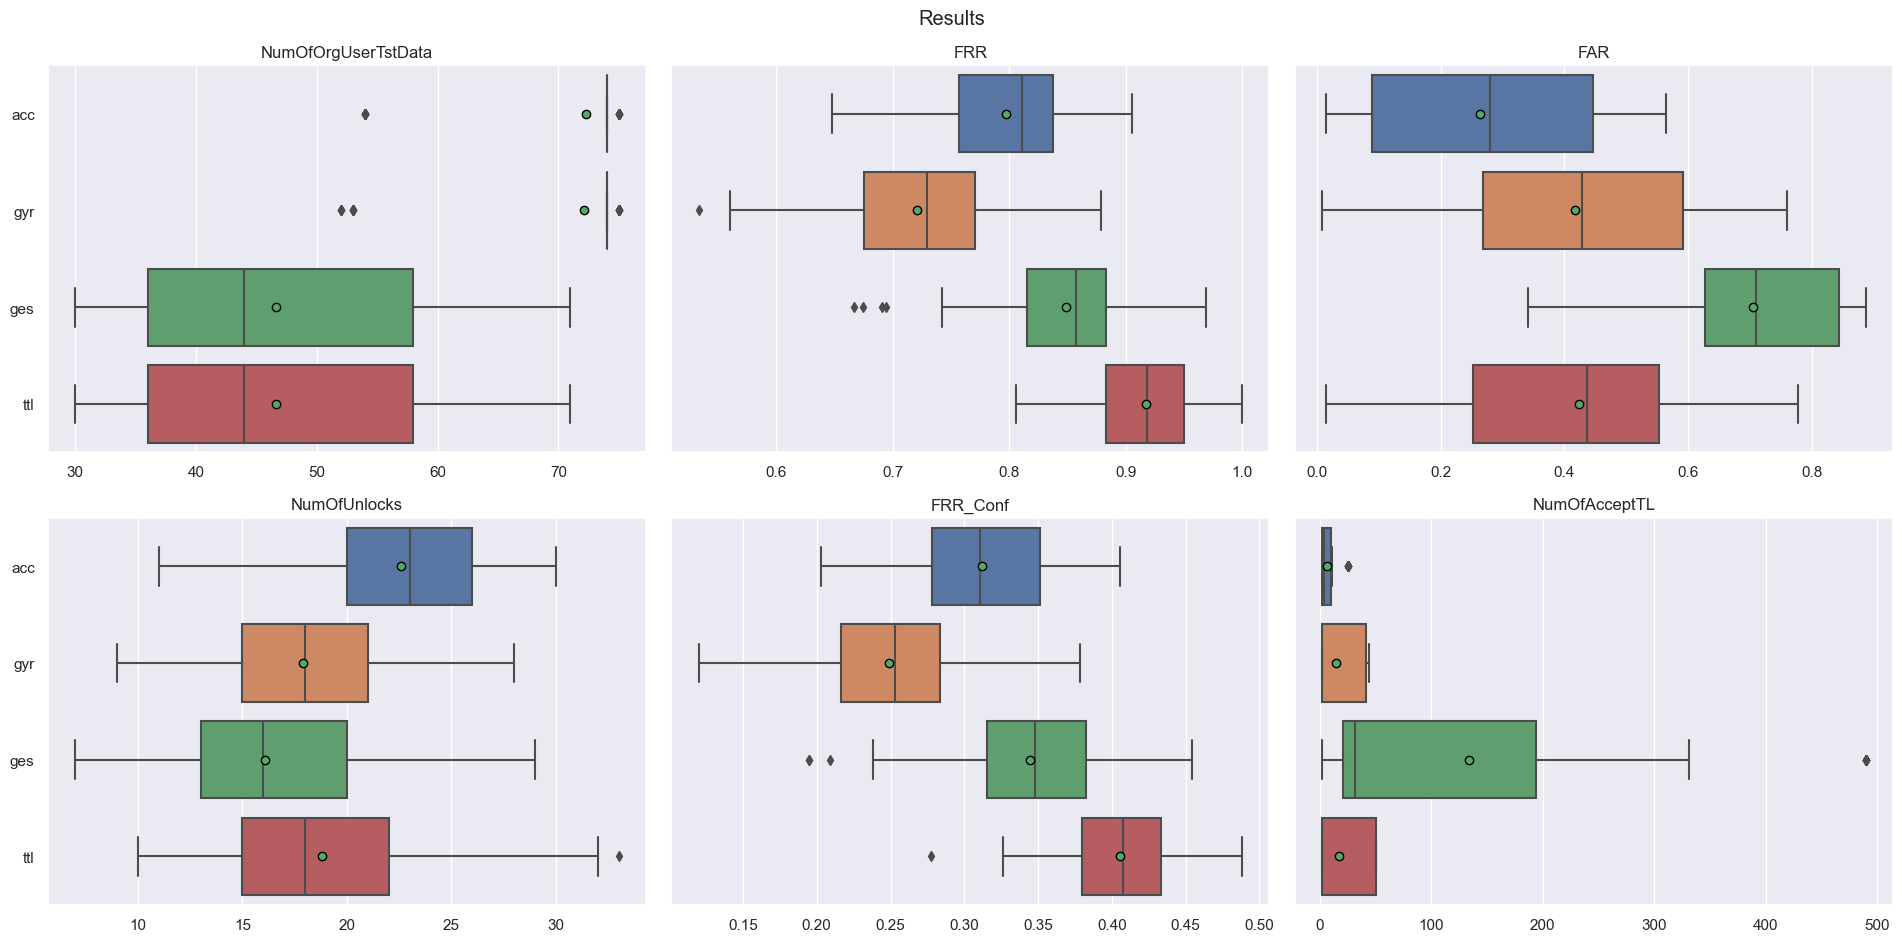 Results
NumOfOrgUserTstData FRR FAR
acc
gyr
ges
ttl
30 40 50 60 70 0.6 0.7 0.8 0.9 1.0 0.0 0.2 0.4 0.6 0.8
NumOfUnlocks FRR_Conf NumOfAcceptTL
acc
gyr
ges
ttl
10 15 20 25 30 0.15 0.20 0.25 0.30 0.35 0.40 0.45 0.50 0 100 200 300 400 500